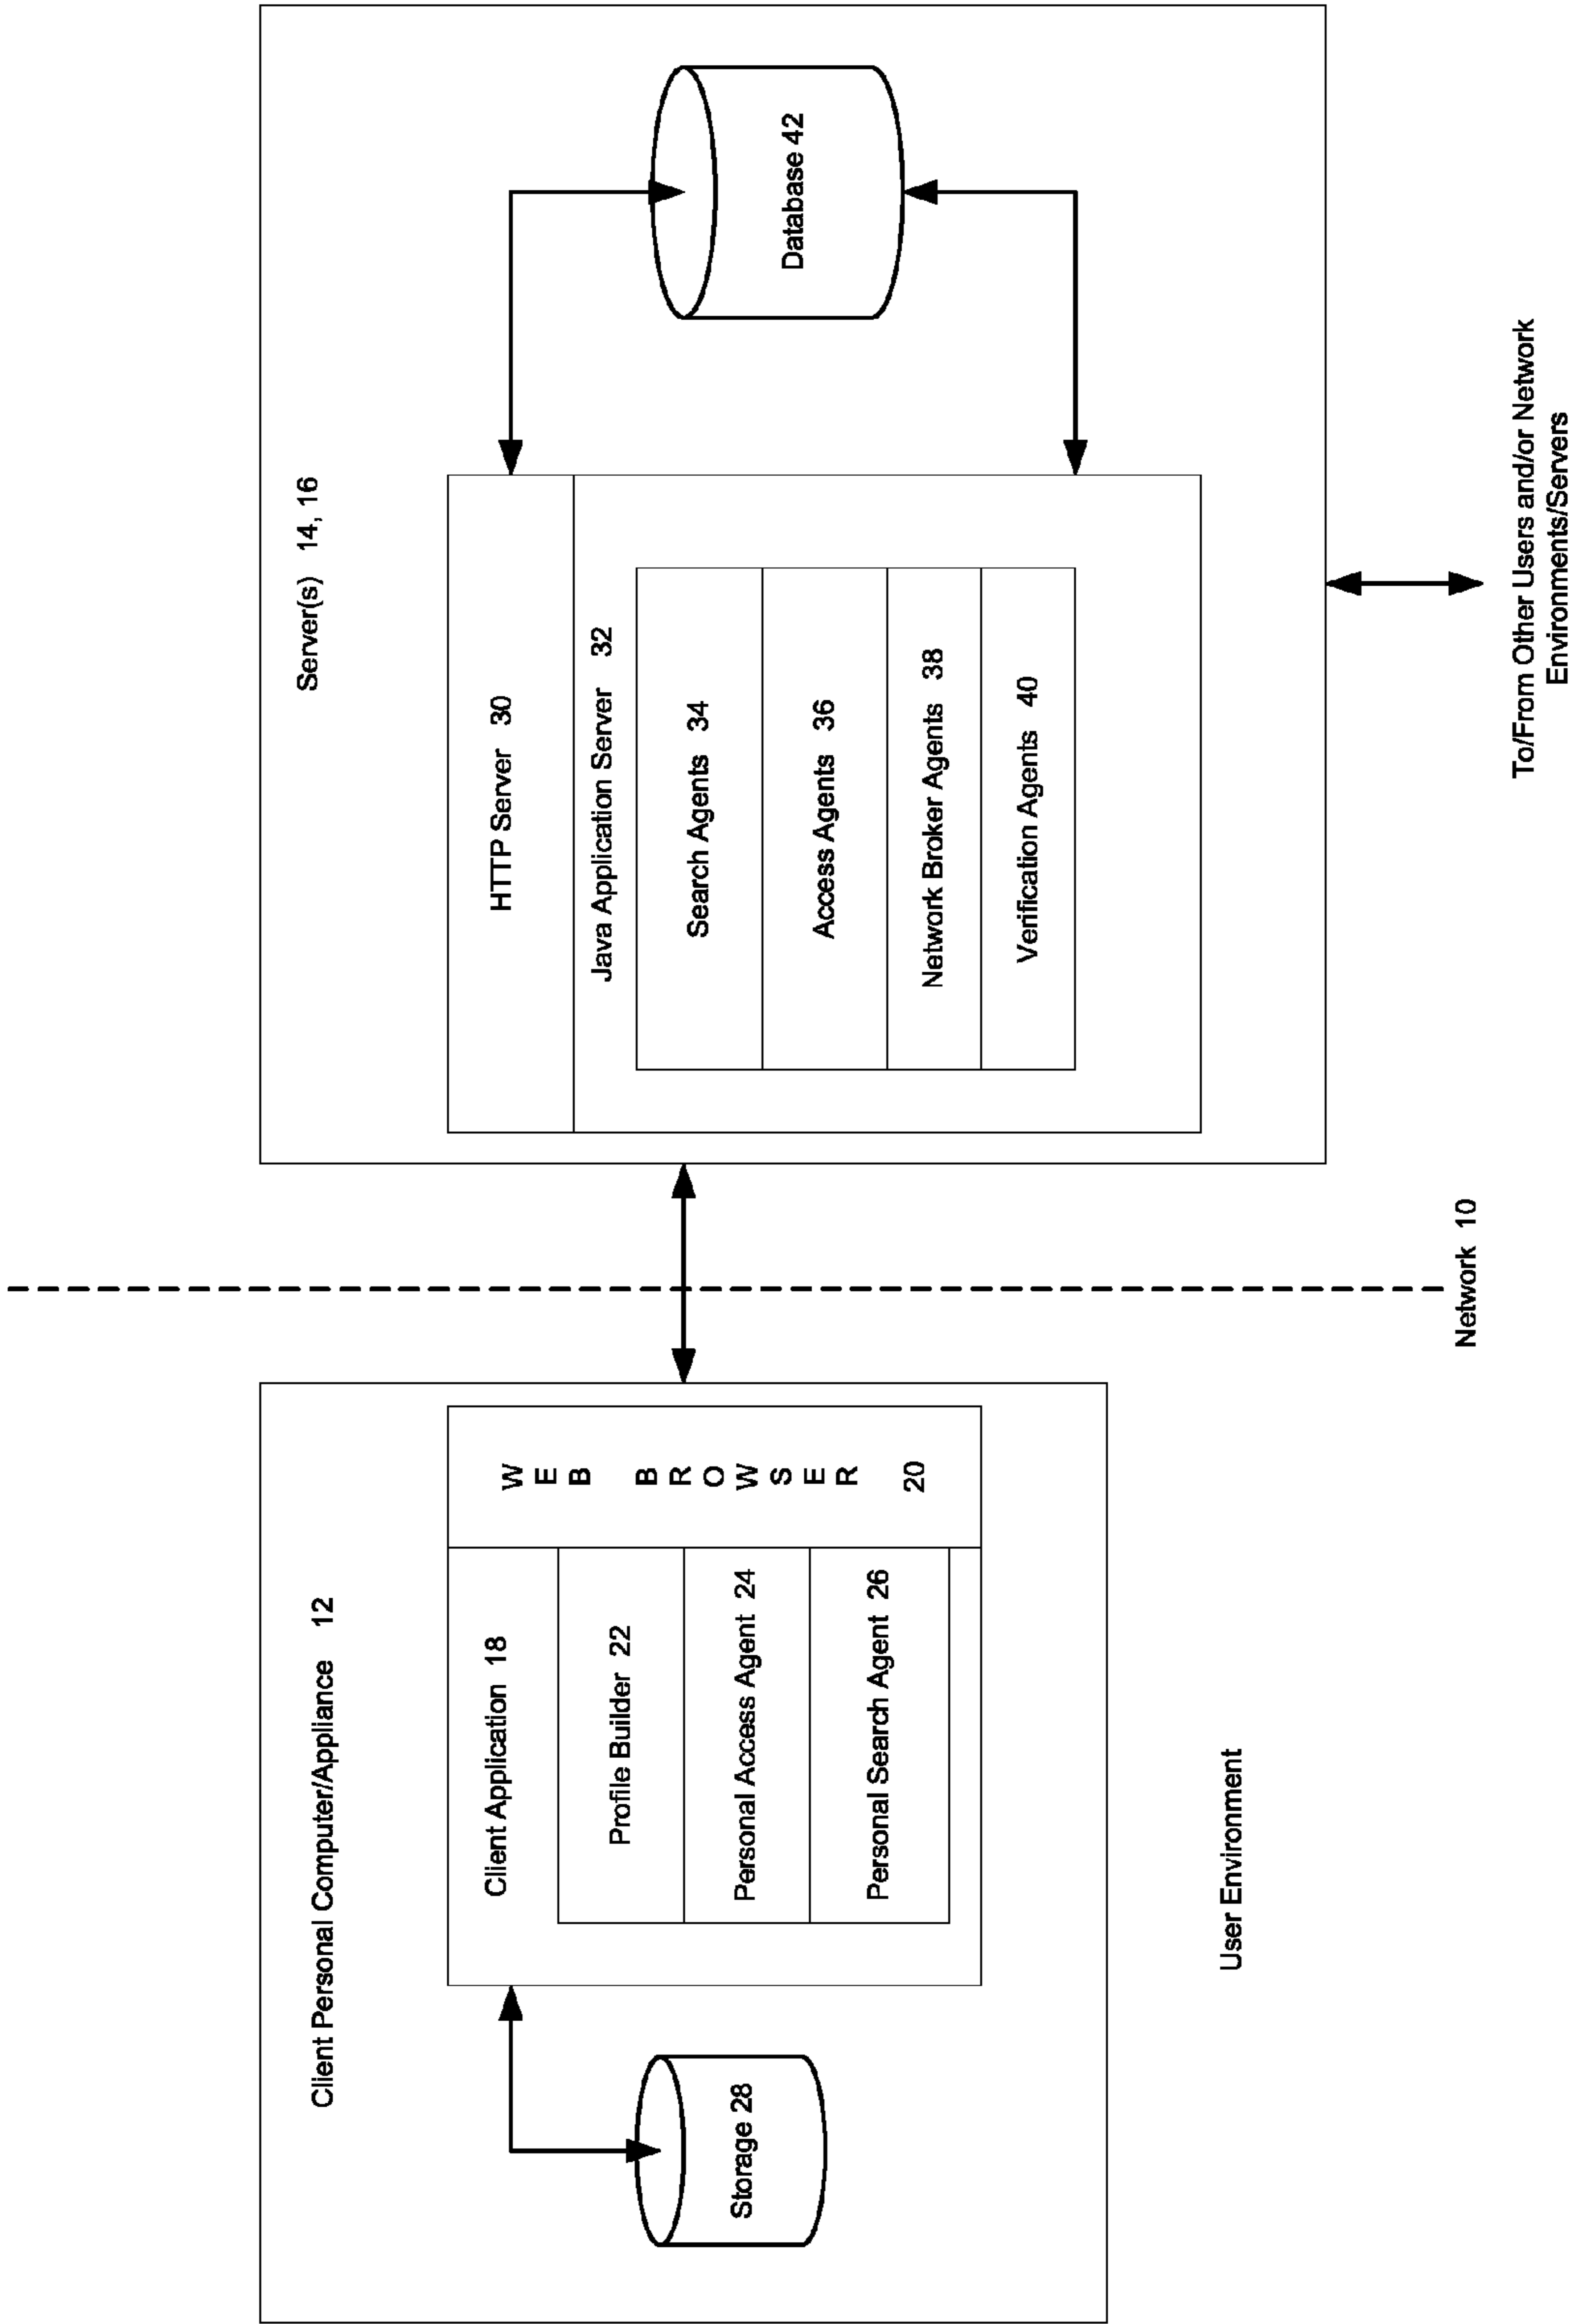 Client Personal Computer/Appliance 12
Client Application 18
Profile Builder 22
Personal Access Agent 24
Personal Search Agent 26
WEB BROWSER 20
Storage 28
User Environment
Network 10
Server(s) 14, 16
HTTP Server 30
Java Application Server 32
Search Agents 34
Access Agents 36
Network Broker Agents 38
Verification Agents 40
Database 42
To/From Other Users and/or Network
Environments/Servers